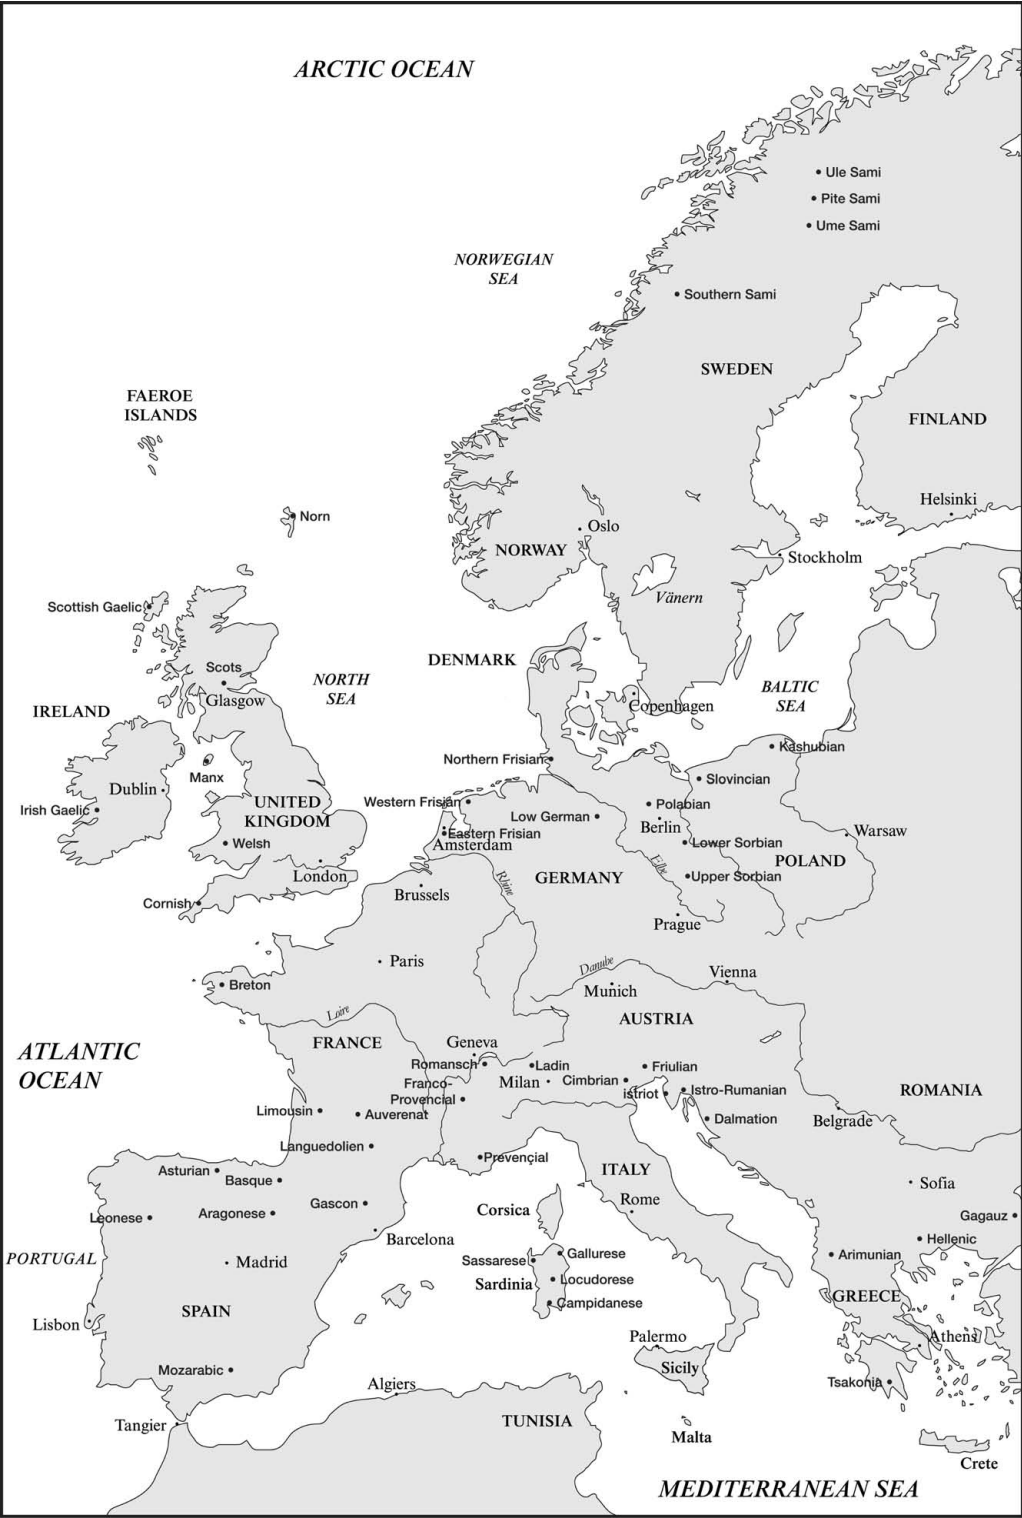 ARCTIC OCEAN
Ule Sami
Pite Sami
Ume Sami
NORWEGIAN
SEA
Southern Sami
SWEDEN
FAEROE
ISLANDS
FINLAND
Helsinki
Norn
Oslo
NORWAY
Stockholm
Vänern
Scottish Gaelic
DENMARK
Scots
Glasgow
NORTH
SEA
BALTIC
SEA
Copenhagen
IRELAND
Kashubian
Northern Frisian
Manx
Slovincian
Dublin
UNITED
KINGDOM
Western Frisian
Polabian
Irish Gaelic
Low German
Berlin
Warsaw
Eastern Frisian
Amsterdam
Welsh
Lower Sorbian
POLAND
London
Brussels
Rhine
GERMANY
Elbe
Upper Sorbian
Cornish
Prague
Paris
Danube
Vienna
Breton
Munich
Loire
AUSTRIA
ATLANTIC
OCEAN
FRANCE
Geneva
Romansch
Ladin
Friulian
Franco-
Provencial
Milan
Cimbrian
istriot
Istro-Rumanian
ROMANIA
Limousin
Auverenat
Dalmation
Belgrade
Languedolien
Prevençial
Asturian
Basque
ITALY
Sofia
Gascon
Corsica
Rome
Leonese
Aragonese
Gagauz
Barcelona
Hellenic
PORTUGAL
Madrid
Sassarese
Gallurese
Arimunian
Sardinia
Locudorese
GREECE
SPAIN
Campidanese
Lisbon
Palermo
Athens
Mozarabic
Sicily
Algiers
Tsakonia
Tangier
TUNISIA
Malta
Crete
MEDITERRANEAN SEA